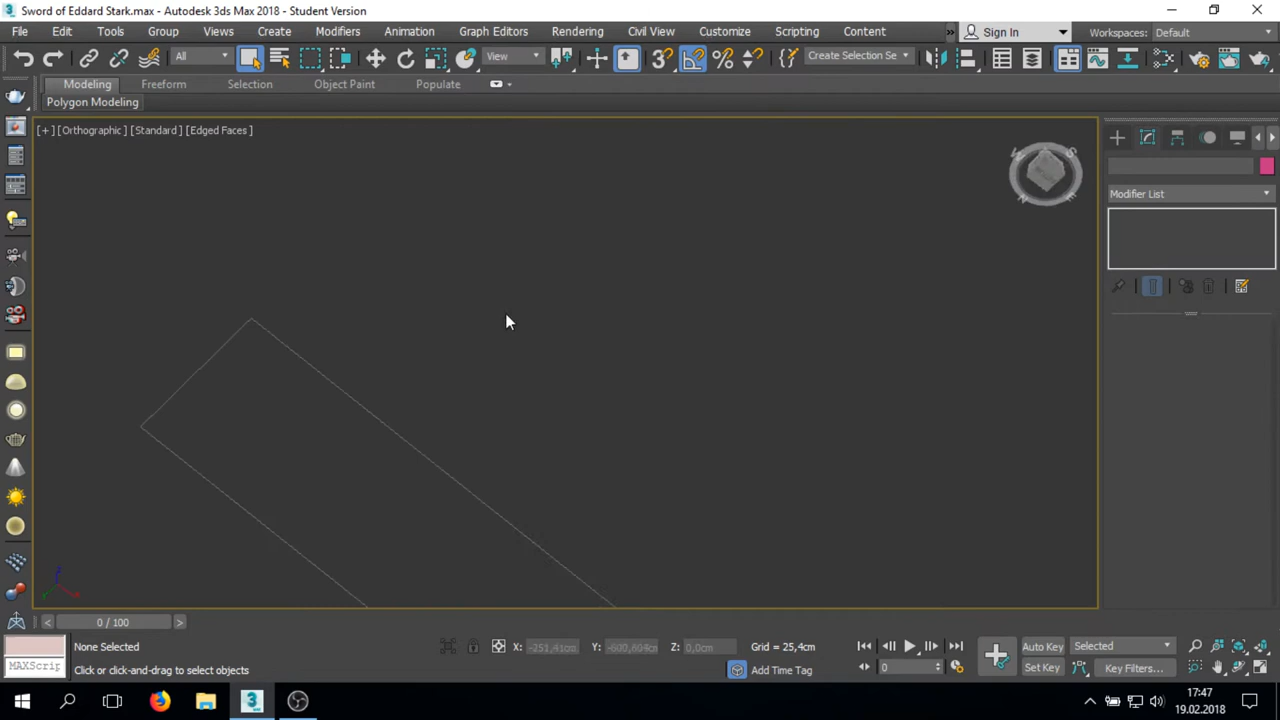 Sword of Eddard Stark.max - Autodesk 3ds Max 2018 - Student Version
File Edit Tools Group Views Create Modifiers Animation Graph Editors Rendering Civil View Customize Scripting Content » Sign In Workspaces: Default
All View 3 Create Selection Se
Modeling Freeform Selection Object Paint Populate
Polygon Modeling
[+] [Orthographic] [Standard] [Edged Faces]
W S
N E
Modifier List
< 0 / 100 >
None Selected X: -251,41cm Y: -600,604cm Z: 0,0cm Grid = 25,4cm Auto Key Selected
MAXScrip Click or click-and-drag to select objects Add Time Tag 0 Set Key Key Filters...
17:47
19.02.2018